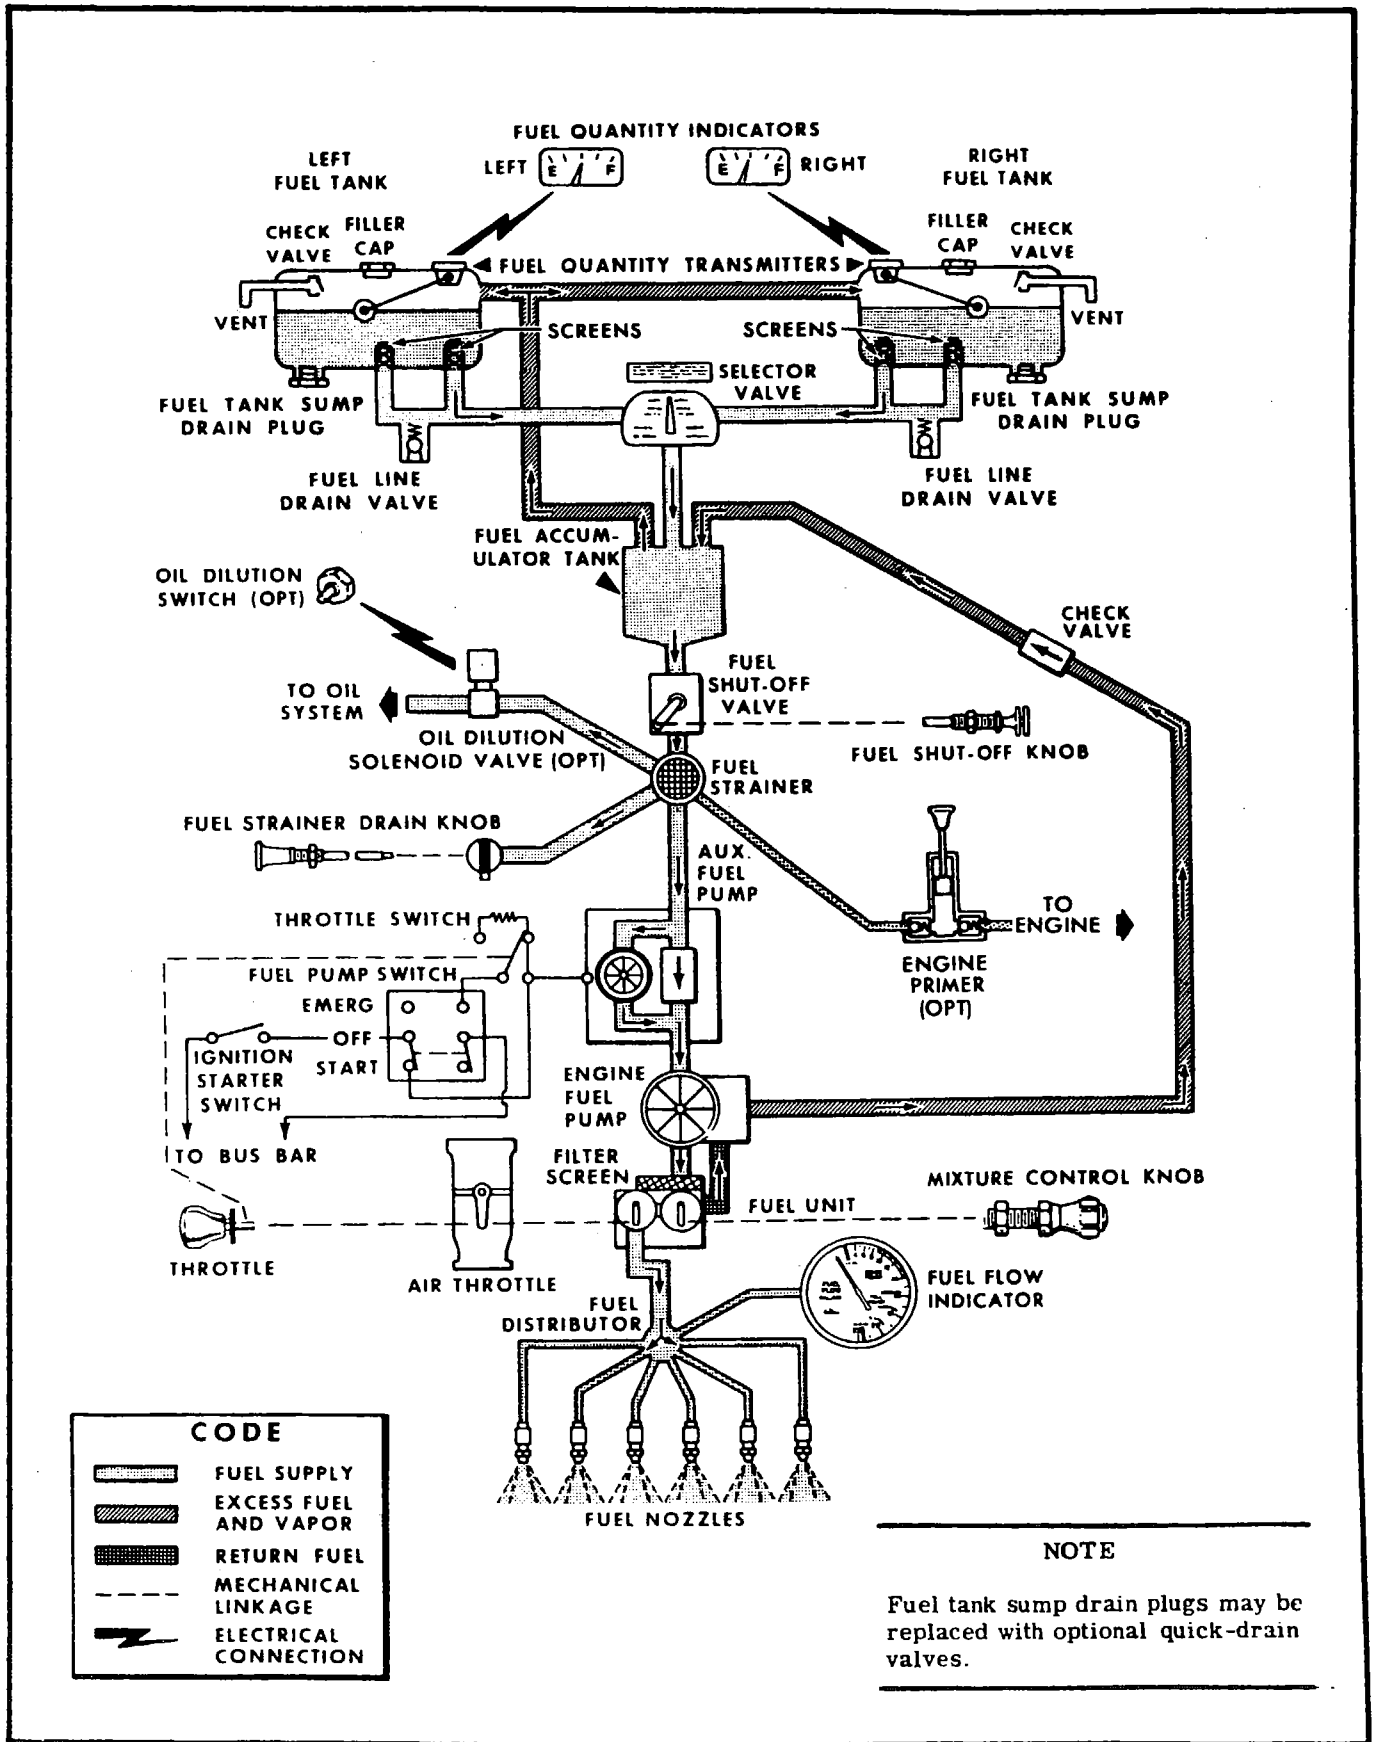 FUEL QUANTITY INDICATORS
LEFT
E F
E F
RIGHT
LEFT
FUEL TANK
RIGHT
FUEL TANK
CHECK
VALVE
FILLER
CAP
FILLER
CAP
CHECK
VALVE
FUEL QUANTITY TRANSMITTERS
VENT
SCREENS
SCREENS
VENT
SELECTOR
VALVE
FUEL TANK SUMP
DRAIN PLUG
FUEL TANK SUMP
DRAIN PLUG
FUEL LINE
DRAIN VALVE
FUEL LINE
DRAIN VALVE
FUEL ACCUM-
ULATOR TANK
OIL DILUTION
SWITCH (OPT)
CHECK
VALVE
FUEL
SHUT-OFF
VALVE
TO OIL
SYSTEM
OIL DILUTION
SOLENOID VALVE (OPT)
FUEL SHUT-OFF KNOB
FUEL
STRAINER
FUEL STRAINER DRAIN KNOB
AUX.
FUEL
PUMP
TO
ENGINE
THROTTLE SWITCH
FUEL PUMP SWITCH
ENGINE
PRIMER
(OPT)
EMERG
OFF
START
IGNITION
STARTER
SWITCH
ENGINE
FUEL
PUMP
TO BUS BAR
FILTER
SCREEN
MIXTURE CONTROL KNOB
FUEL UNIT
THROTTLE
AIR THROTTLE
FUEL FLOW
INDICATOR
FUEL
DISTRIBUTOR
FUEL NOZZLES
CODE
FUEL SUPPLY
EXCESS FUEL
AND VAPOR
RETURN FUEL
MECHANICAL
LINKAGE
ELECTRICAL
CONNECTION
NOTE
Fuel tank sump drain plugs may be
replaced with optional quick-drain
valves.